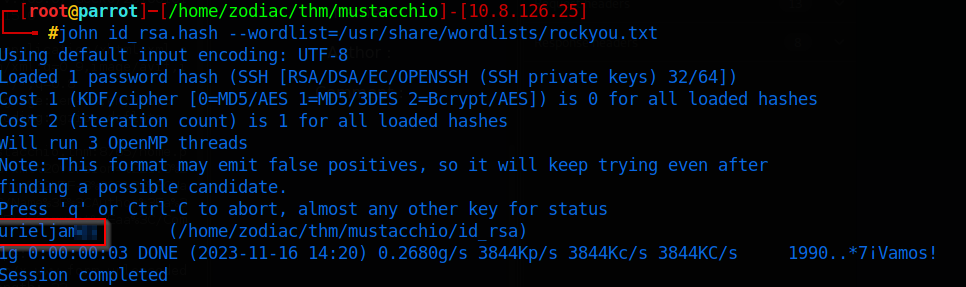 ┌─[root@parrot]─[/home/zodiac/thm/mustacchio]-[10.8.126.25]
└──╼ #john id_rsa.hash --wordlist=/usr/share/wordlists/rockyou.txt
Using default input encoding: UTF-8
Loaded 1 password hash (SSH [RSA/DSA/EC/OPENSSH (SSH private keys) 32/64])
Cost 1 (KDF/cipher [0=MD5/AES 1=MD5/3DES 2=Bcrypt/AES]) is 0 for all loaded hashes
Cost 2 (iteration count) is 1 for all loaded hashes
Will run 3 OpenMP threads
Note: This format may emit false positives, so it will keep trying even after
finding a possible candidate.
Press 'q' or Ctrl-C to abort, almost any other key for status
(/home/zodiac/thm/mustacchio/id_rsa)
1g 0:00:00:03 DONE (2023-11-16 14:20) 0.2680g/s 3844Kp/s 3844Kc/s 3844KC/s 1990..*7¡Vamos!
Session completed